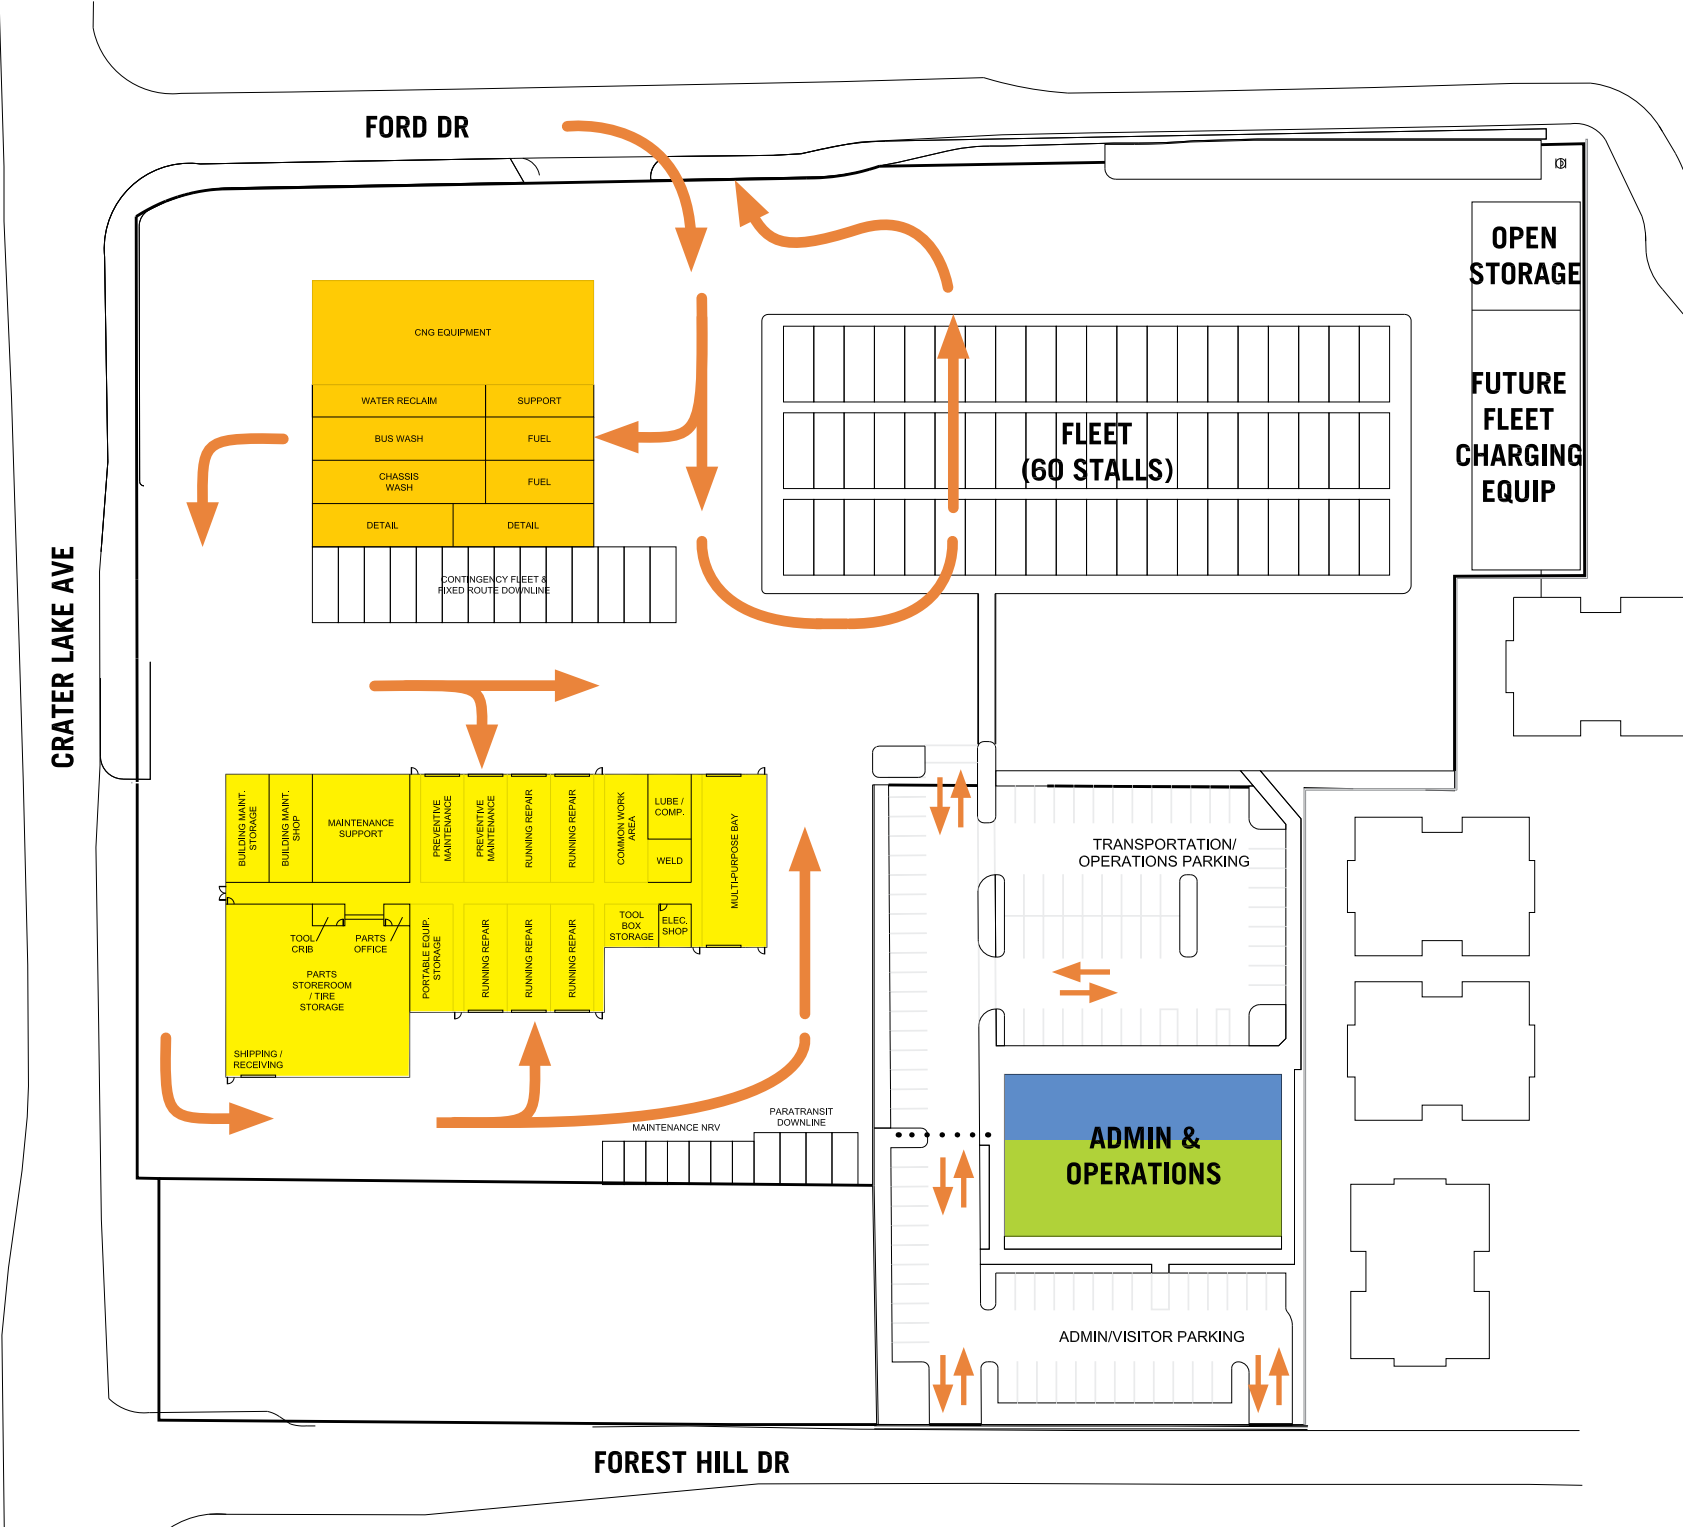 FORD DR
OPEN
STORAGE
FUTURE
FLEET
CHARGING
EQUIP
CNG EQUIPMENT
WATER RECLAIM
SUPPORT
BUS WASH
FUEL
CHASSIS
WASH
FUEL
DETAIL
DETAIL
CONTINGENCY FLEET &
FIXED ROUTE DOWNLINE
FLEET
(60 STALLS)
CRATER LAKE AVE
BUILDING MAINT.
STORAGE
BUILDING MAINT.
SHOP
MAINTENANCE
SUPPORT
PREVENTIVE
MAINTENANCE
PREVENTIVE
MAINTENANCE
RUNNING REPAIR
RUNNING REPAIR
COMMON WORK
AREA
LUBE /
COMP.
WELD
MULTI-PURPOSE BAY
TOOL
CRIB
PARTS
OFFICE
PARTS
STOREROOM
/ TIRE
STORAGE
PORTABLE EQUIP.
STORAGE
RUNNING REPAIR
RUNNING REPAIR
RUNNING REPAIR
TOOL
BOX
STORAGE
ELEC.
SHOP
SHIPPING /
RECEIVING
MAINTENANCE NRV
PARATRANSIT
DOWNLINE
TRANSPORTATION/
OPERATIONS PARKING
ADMIN &
OPERATIONS
ADMIN/VISITOR PARKING
FOREST HILL DR